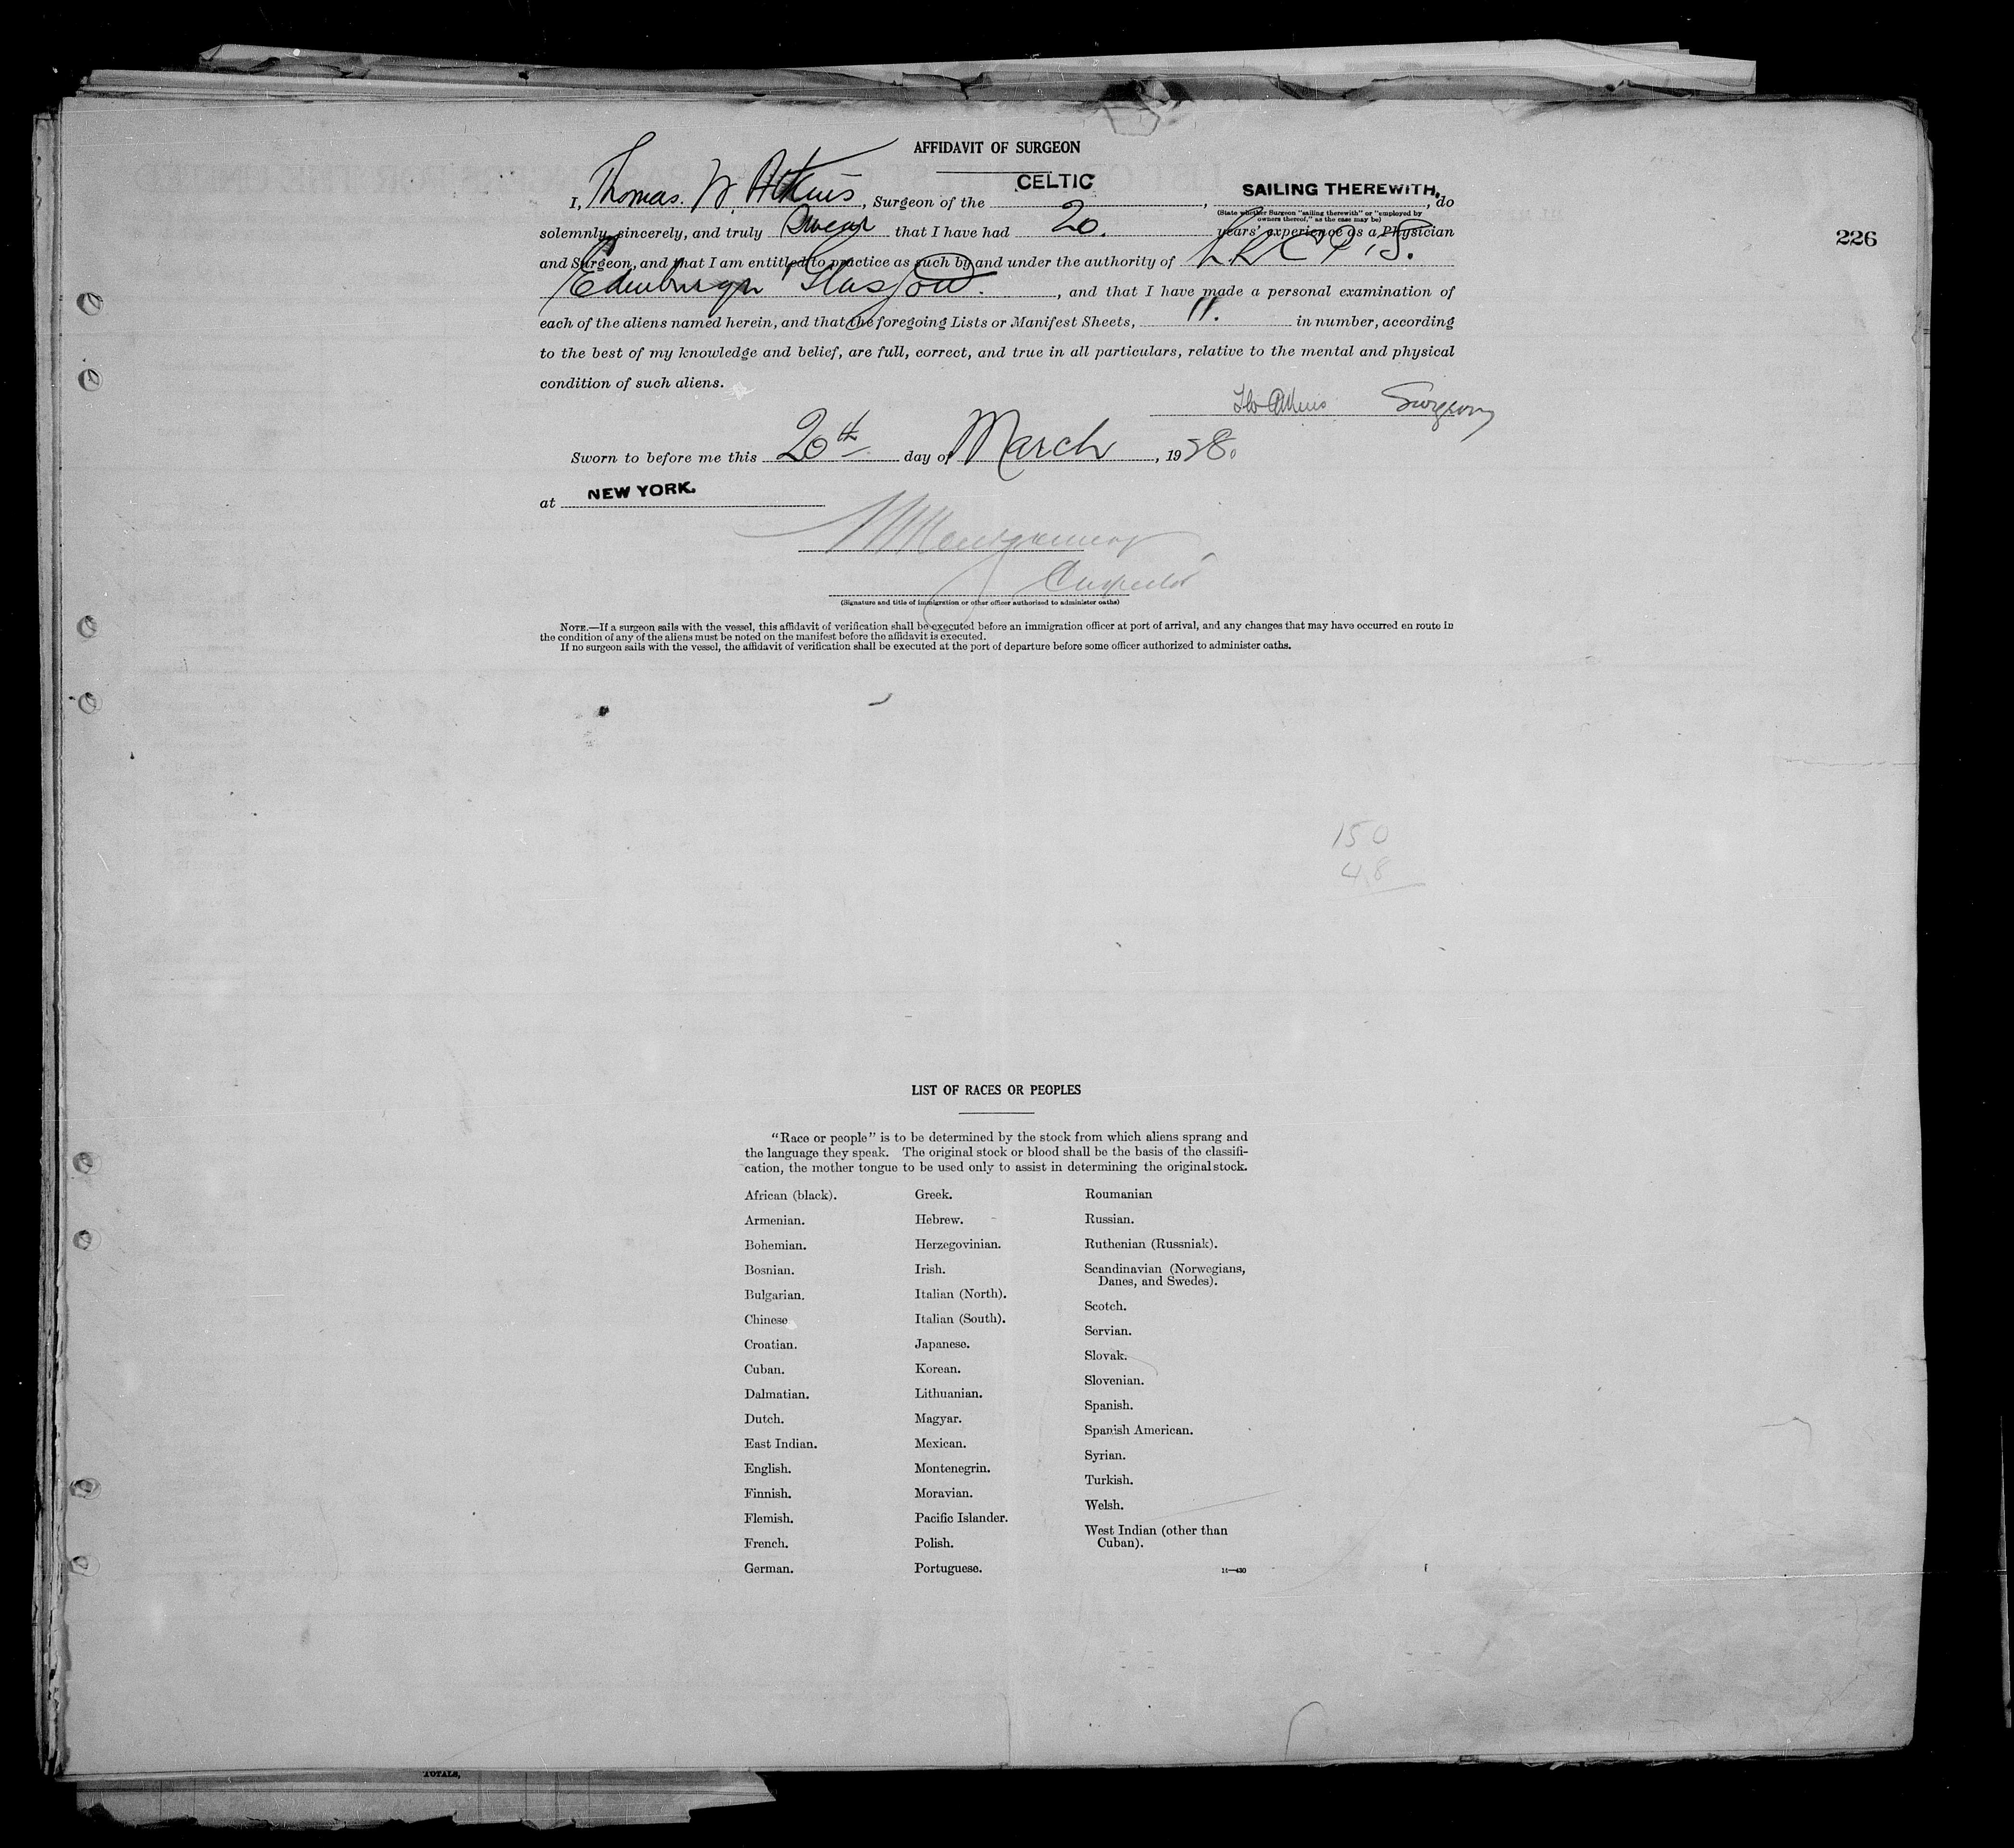 AFFIDAVIT OF SURGEON
I, Thomas. W. Atkins, Surgeon of the CELTIC, SAILING THEREWITH, do
(State whether Surgeon "sailing therewith" or "employed by
owners thereof," as the case may be)
226
solemnly, sincerely, and truly Swear that I have had 20. years' experience as a Physician
and Surgeon, and that I am entitled to practice as such by and under the authority of LRCP.S.
Edinburgh Glasgow., and that I have made a personal examination of
each of the aliens named herein, and that the foregoing Lists or Manifest Sheets, 11. in number, according
to the best of my knowledge and belief, are full, correct, and true in all particulars, relative to the mental and physical
condition of such aliens.
Atkins Surgeon
Sworn to before me this 20th day of March, 1928.
at NEW YORK.
Montgomery
Inspector
(Signature and title of immigration or other officer authorized to administer oaths)
NOTE.—If a surgeon sails with the vessel, this affidavit of verification shall be executed before an immigration officer at port of arrival, and any changes that may have occurred en route in
the condition of any of the aliens must be noted on the manifest before the affidavit is executed.
If no surgeon sails with the vessel, the affidavit of verification shall be executed at the port of departure before some officer authorized to administer oaths.
150
48
LIST OF RACES OR PEOPLES
"Race or people" is to be determined by the stock from which aliens sprang and
the language they speak. The original stock or blood shall be the basis of the classifi-
cation, the mother tongue to be used only to assist in determining the original stock.
African (black).
Armenian.
Bohemian.
Bosnian.
Bulgarian.
Chinese
Croatian.
Cuban.
Dalmatian.
Dutch.
East Indian.
English.
Finnish.
Flemish.
French.
German.
Greek.
Hebrew.
Herzegovinian.
Irish.
Italian (North).
Italian (South).
Japanese.
Korean.
Lithuanian.
Magyar.
Mexican.
Montenegrin.
Moravian.
Pacific Islander.
Polish.
Portuguese.
Roumanian
Russian.
Ruthenian (Russniak).
Scandinavian (Norwegians,
Danes, and Swedes).
Scotch.
Servian.
Slovak.
Slovenian.
Spanish.
Spanish American.
Syrian.
Turkish.
Welsh.
West Indian (other than
Cuban).
14—430
TOTALS,